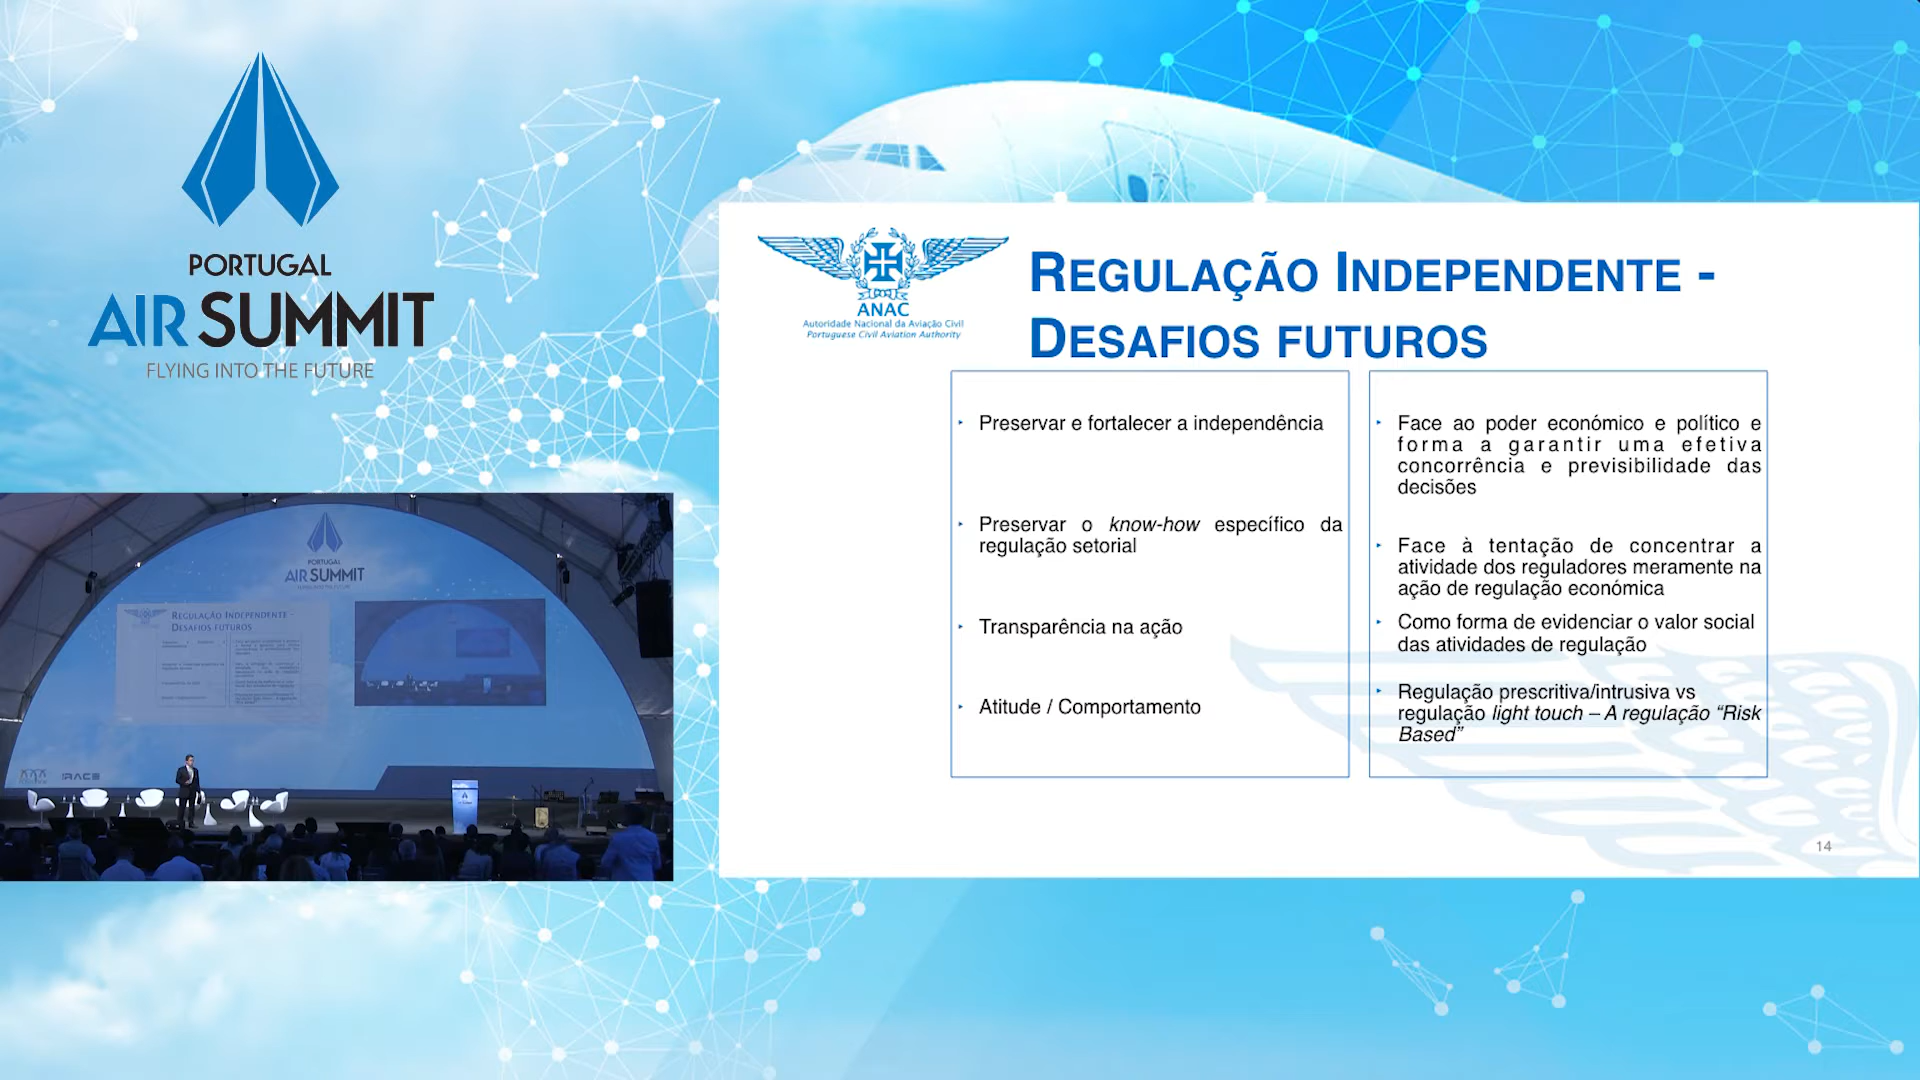 PORTUGAL
AIR SUMMIT
FLYING INTO THE FUTURE
ANAC
Autoridade Nacional da Aviação Civil
Portuguese Civil Aviation Authority
REGULAÇÃO INDEPENDENTE -
DESAFIOS FUTUROS
Preservar e fortalecer a independência
Preservar o know-how específico da
regulação setorial
Transparência na ação
Atitude / Comportamento
Face ao poder económico e político e
forma a garantir uma efetiva
concorrência e previsibilidade das
decisões
Face à tentação de concentrar a
atividade dos reguladores meramente na
ação de regulação económica
Como forma de evidenciar o valor social
das atividades de regulação
Regulação prescritiva/intrusiva vs
regulação light touch – A regulação “Risk
Based”
14
PORTUGAL
AIR SUMMIT
REGULAÇÃO INDEPENDENTE -
DESAFIOS FUTUROS